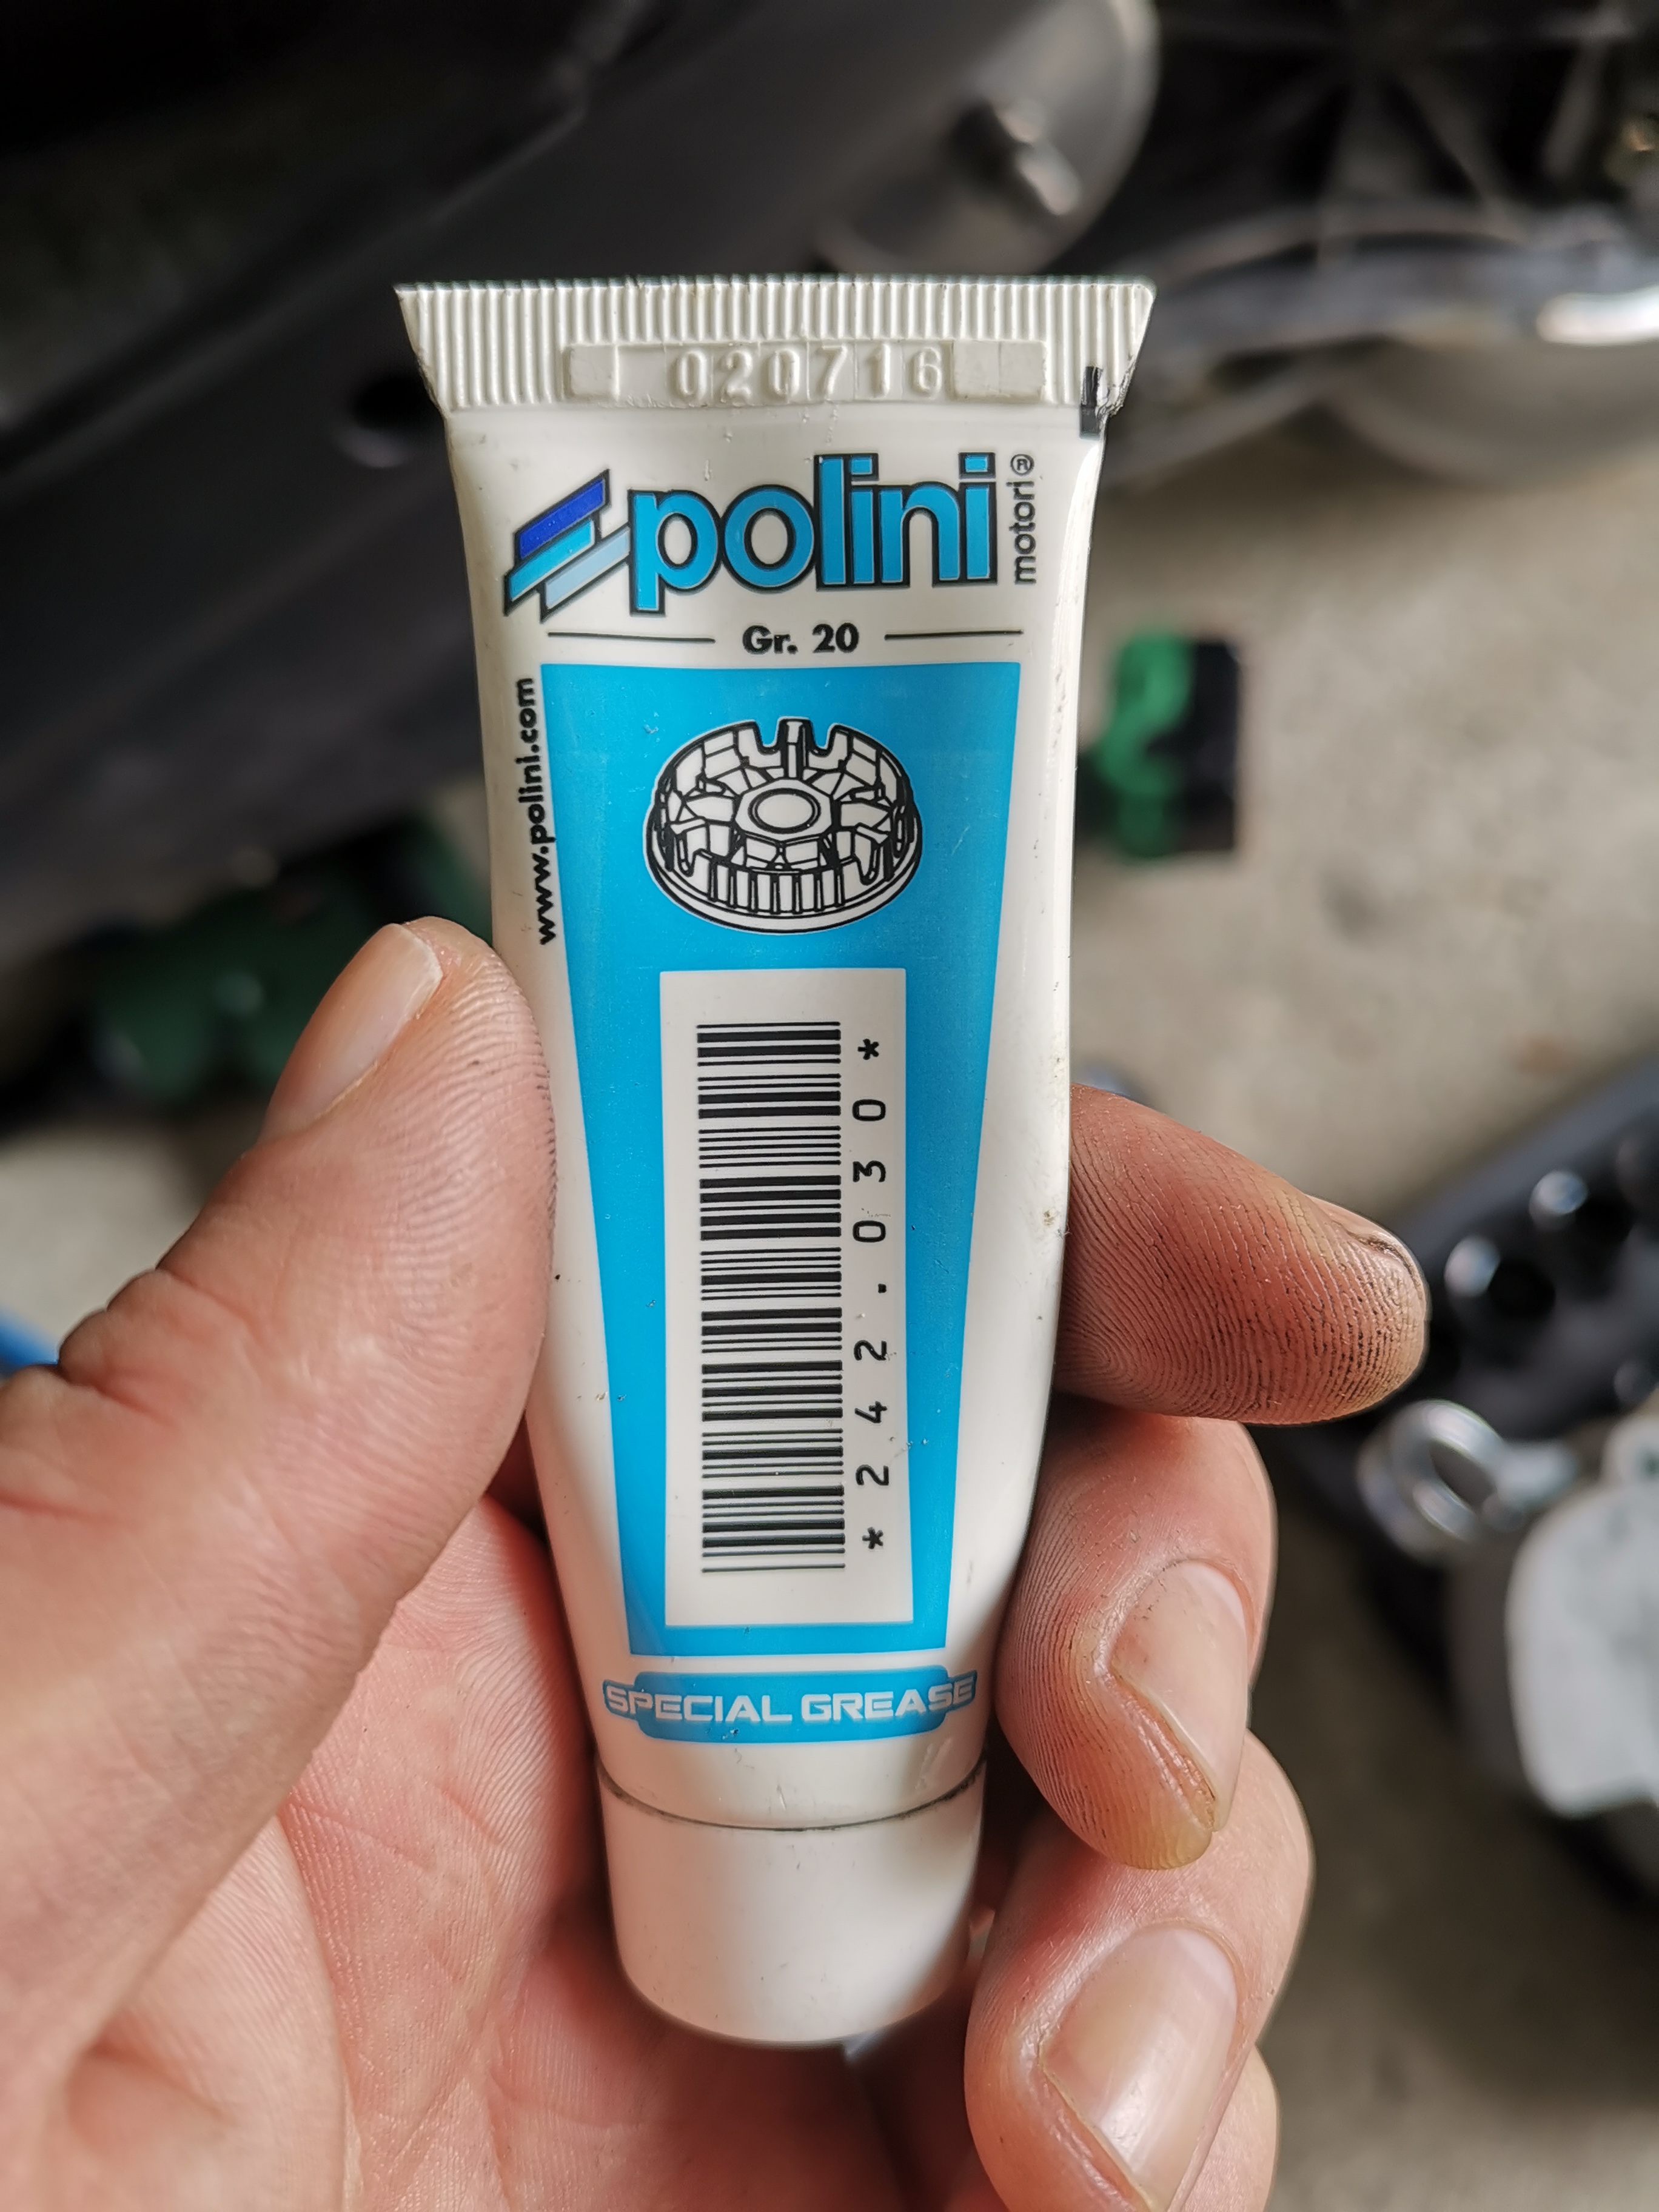 020716
polini
motori®
Gr. 20
www.polini.com
*242.030*
SPECIAL GREASE